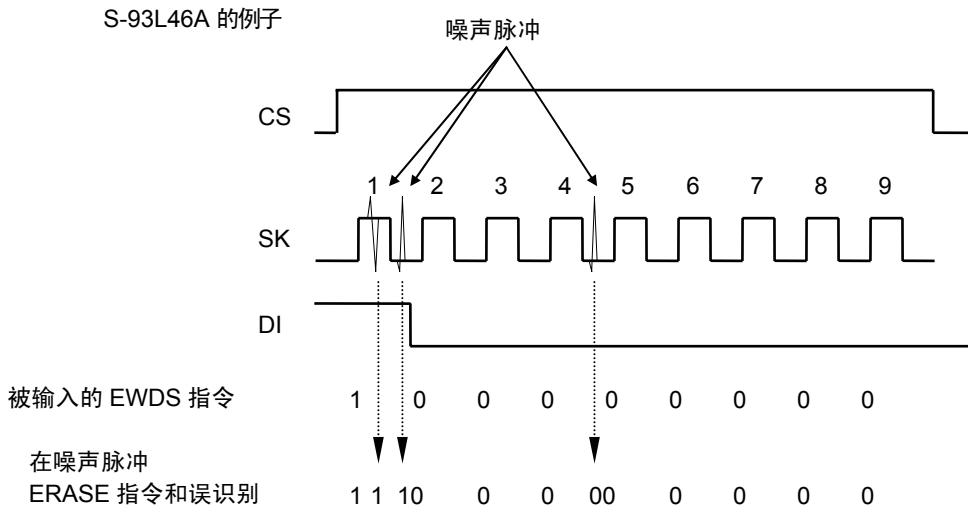 S-93L46A 的例子
噪声脉冲
CS
1 2 3 4 5 6 7 8 9
SK
DI
被输入的 EWDS 指令 1 0 0 0 0 0 0 0 0
在噪声脉冲
ERASE 指令和误识别 1 1 10 0 0 00 0 0 0 0